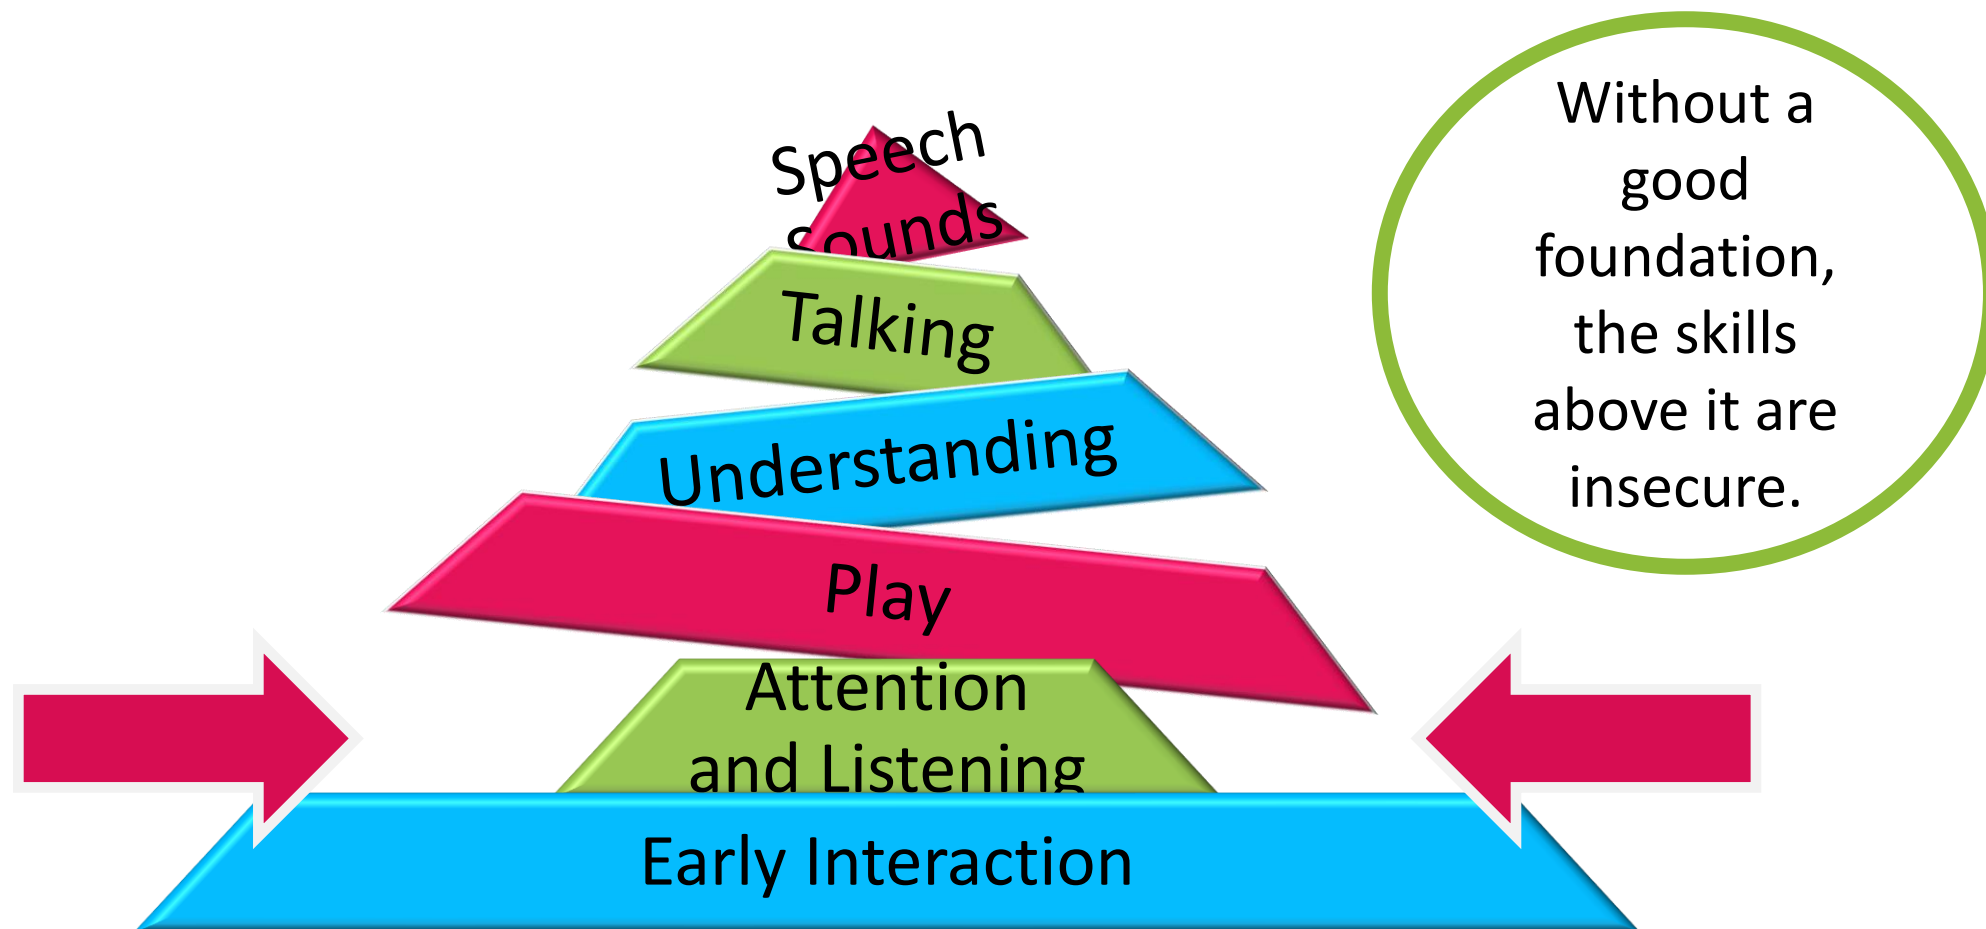 Speech
Sounds
Talking
Understanding
Play
Attention
and Listening
Early Interaction
Without a
good
foundation,
the skills
above it are
insecure.